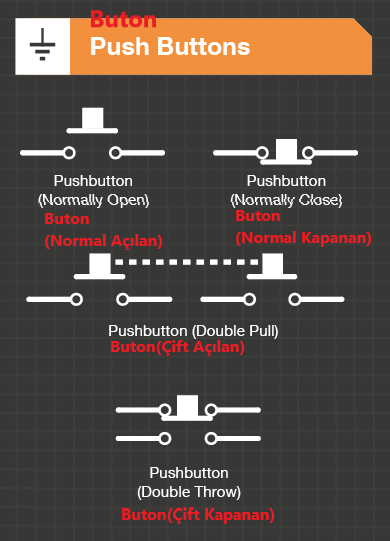 Buton
Push Buttons
Pushbutton
(Normally Open)
Buton
(Normal Açılan)
Pushbutton
(Normally Close)
Buton
(Normal Kapanan)
Pushbutton (Double Pull)
Buton(Çift Açılan)
Pushbutton
(Double Throw)
Buton(Çift Kapanan)